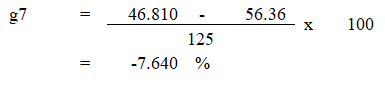 g7 = 46.810 - 56.36 x 100
125
= -7.640 %